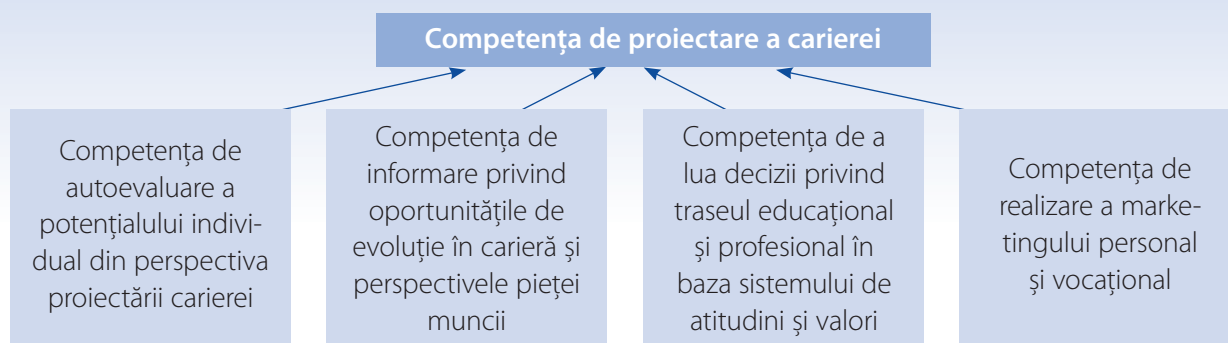 Competența de proiectare a carierei
Competența de
autoevaluare a
potențialului indivi-
dual din perspectiva
proiectării carierei
Competența de
informare privind
oportunitățile de
evoluție în carieră și
perspectivele pieței
muncii
Competența de a
lua decizii privind
traseul educațional
și profesional în
baza sistemului de
atitudini și valori
Competența de
realizare a marke-
tingului personal
și vocațional